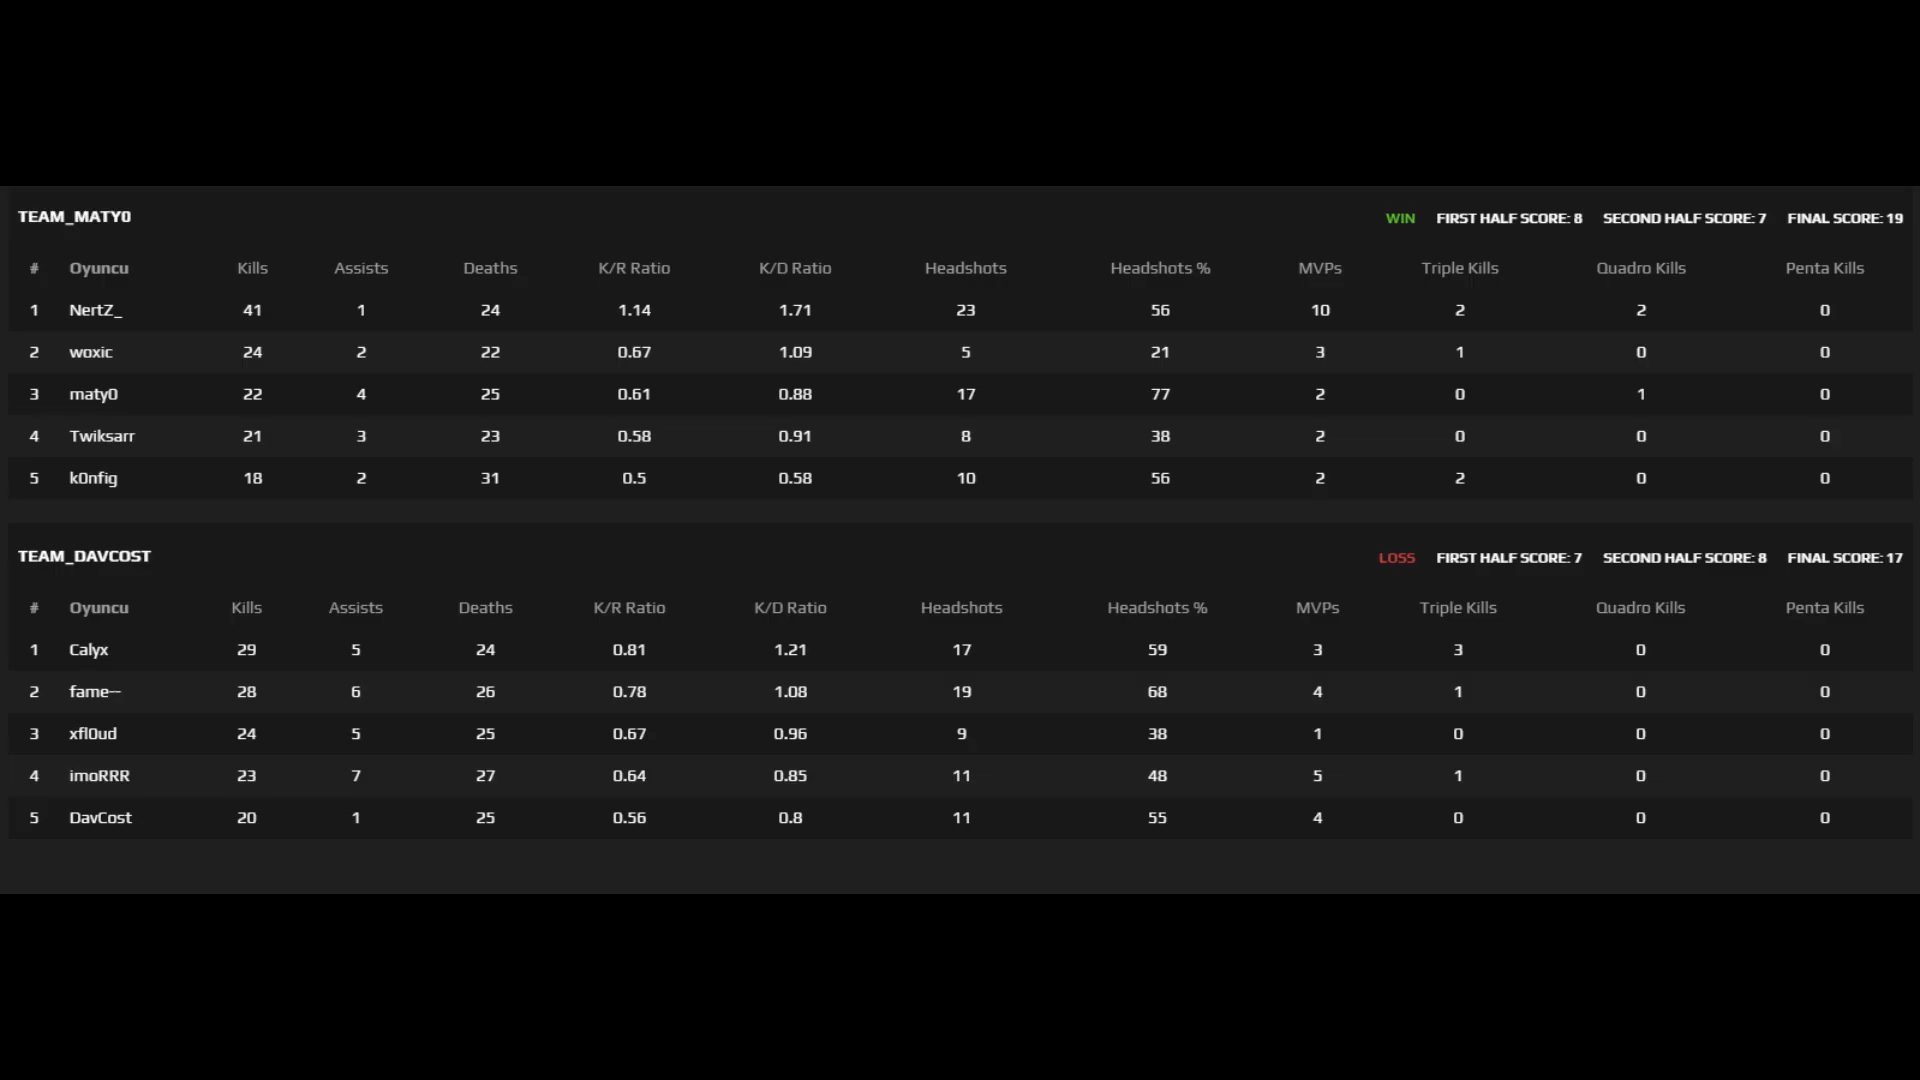 TEAM_MATY0 WIN FIRST HALF SCORE: 8 SECOND HALF SCORE: 7 FINAL SCORE: 19
# Oyuncu Kills Assists Deaths K/R Ratio K/D Ratio Headshots Headshots % MVPs Triple Kills Quadro Kills Penta Kills
1 NertZ_ 41 1 24 1.14 1.71 23 56 10 2 2 0
2 woxic 24 2 22 0.67 1.09 5 21 3 1 0 0
3 maty0 22 4 25 0.61 0.88 17 77 2 0 1 0
4 Twiksarr 21 3 23 0.58 0.91 8 38 2 0 0 0
5 k0nfig 18 2 31 0.5 0.58 10 56 2 2 0 0
TEAM_DAVCOST LOSS FIRST HALF SCORE: 7 SECOND HALF SCORE: 8 FINAL SCORE: 17
# Oyuncu Kills Assists Deaths K/R Ratio K/D Ratio Headshots Headshots % MVPs Triple Kills Quadro Kills Penta Kills
1 Calyx 29 5 24 0.81 1.21 17 59 3 3 0 0
2 fame-- 28 6 26 0.78 1.08 19 68 4 1 0 0
3 xfl0ud 24 5 25 0.67 0.96 9 38 1 0 0 0
4 imoRRR 23 7 27 0.64 0.85 11 48 5 1 0 0
5 DavCost 20 1 25 0.56 0.8 11 55 4 0 0 0